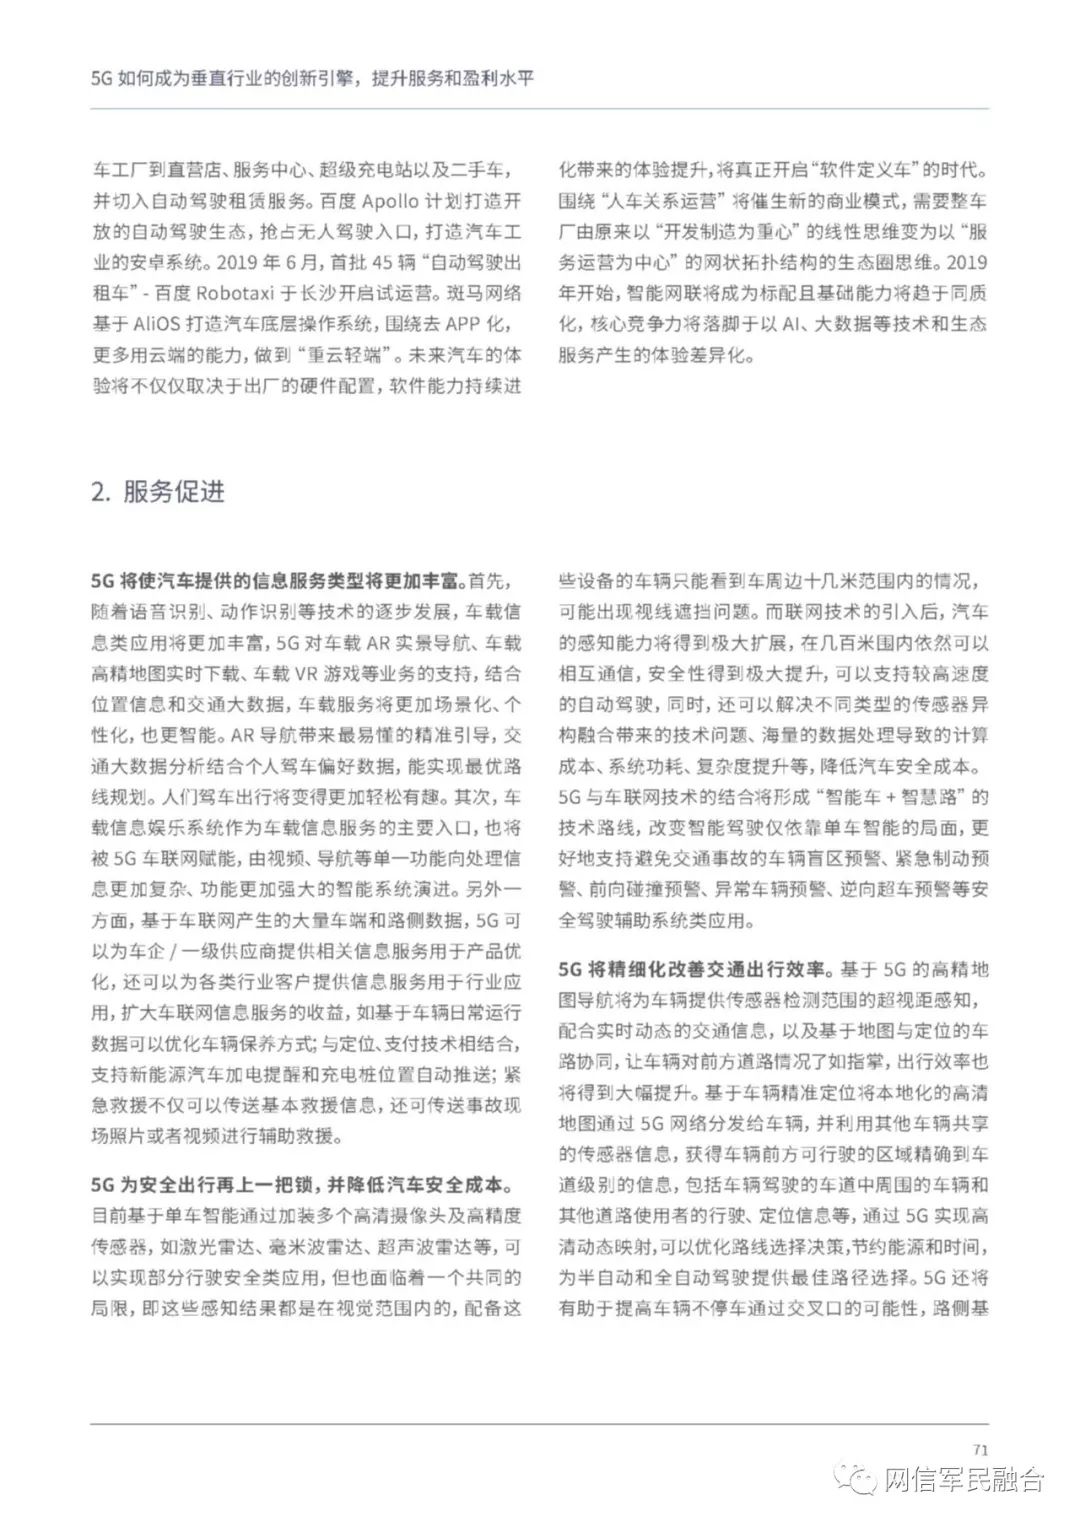 5G 如何成为垂直行业的创新引擎，提升服务和盈利水平
车工厂到直营店、服务中心、超级充电站以及二手车，
并切入自动驾驶租赁服务。百度 Apollo 计划打造开
放的自动驾驶生态，抢占无人驾驶入口，打造汽车工
业的安卓系统。2019 年 6 月，首批 45 辆 “自动驾驶出
租车” - 百度 Robotaxi 于长沙开启试运营。斑马网络
基于 AliOS 打造汽车底层操作系统，围绕去 APP 化，
更多用云端的能力，做到 “重云轻端” 。未来汽车的体
验将不仅仅取决于出厂的硬件配置，软件能力持续进
化带来的体验提升，将真正开启 “软件定义车” 的时代。
围绕 “人车关系运营” 将催生新的商业模式，需要整车
厂由原来以 “开发制造为重心” 的线性思维变为以 “服
务运营为中心” 的网状拓扑结构的生态圈思维。2019
年开始，智能网联将成为标配且基础能力将趋于同质
化，核心竞争力将落脚于以 AI、大数据等技术和生态
服务产生的体验差异化。
2. 服务促进
5G 将使汽车提供的信息服务类型将更加丰富。首先，
随着语音识别、动作识别等技术的逐步发展，车载信
息类应用将更加丰富，5G 对车载 AR 实景导航、车载
高精地图实时下载、车载 VR 游戏等业务的支持，结合
位置信息和交通大数据，车载服务将更加场景化、个
性化，也更智能。AR 导航带来最易懂的精准引导，交
通大数据分析结合个人驾车偏好数据，能实现最优路
线规划。人们驾车出行将变得更加轻松有趣。其次，车
载信息娱乐系统作为车载信息服务的主要入口，也将
被 5G 车联网赋能，由视频、导航等单一功能向处理信
息更加复杂、功能更加强大的智能系统演进。另外一
方面，基于车联网产生的大量车端和路侧数据，5G 可
以为车企 / 一级供应商提供相关信息服务用于产品优
化，还可以为各类行业客户提供信息服务用于行业应
用，扩大车联网信息服务的收益，如基于车辆日常运行
数据可以优化车辆保养方式；与定位、支付技术相结合，
支持新能源汽车加电提醒和充电桩位置自动推送；紧
急救援不仅可以传送基本救援信息，还可传送事故现
场照片或者视频进行辅助救援。
5G 为安全出行再上一把锁，并降低汽车安全成本。
目前基于单车智能通过加装多个高清摄像头及高精度
传感器，如激光雷达、毫米波雷达、超声波雷达等，可
以实现部分行驶安全类应用，但也面临着一个共同的
局限，即这些感知结果都是在视觉范围内的，配备这
些设备的车辆只能看到车周边十几米范围内的情况，
可能出现视线遮挡问题。而联网技术的引入后，汽车
的感知能力将得到极大扩展，在几百米围内依然可以
相互通信，安全性得到极大提升，可以支持较高速度
的自动驾驶，同时，还可以解决不同类型的传感器异
构融合带来的技术问题、海量的数据处理导致的计算
成本、系统功耗、复杂度提升等，降低汽车安全成本。
5G 与车联网技术的结合将形成 “智能车 + 智慧路” 的
技术路线，改变智能驾驶仅依靠单车智能的局面，更
好地支持避免交通事故的车辆盲区预警、紧急制动预
警、前向碰撞预警、异常车辆预警、逆向超车预警等安
全驾驶辅助系统类应用。
5G 将精细化改善交通出行效率。基于 5G 的高精地
图导航将为车辆提供传感器检测范围的超视距感知，
配合实时动态的交通信息，以及基于地图与定位的车
路协同，让车辆对前方道路情况了如指掌，出行效率也
将得到大幅提升。基于车辆精准定位将本地化的高清
地图通过 5G 网络分发给车辆，并利用其他车辆共享
的传感器信息，获得车辆前方可行驶的区域精确到车
道级别的信息，包括车辆驾驶的车道中周围的车辆和
其他道路使用者的行驶、定位信息等，通过 5G 实现高
清动态映射，可以优化路线选择决策，节约能源和时间，
为半自动和全自动驾驶提供最佳路径选择。5G 还将
有助于提高车辆不停车通过交叉口的可能性，路侧基
71
网信军民融合